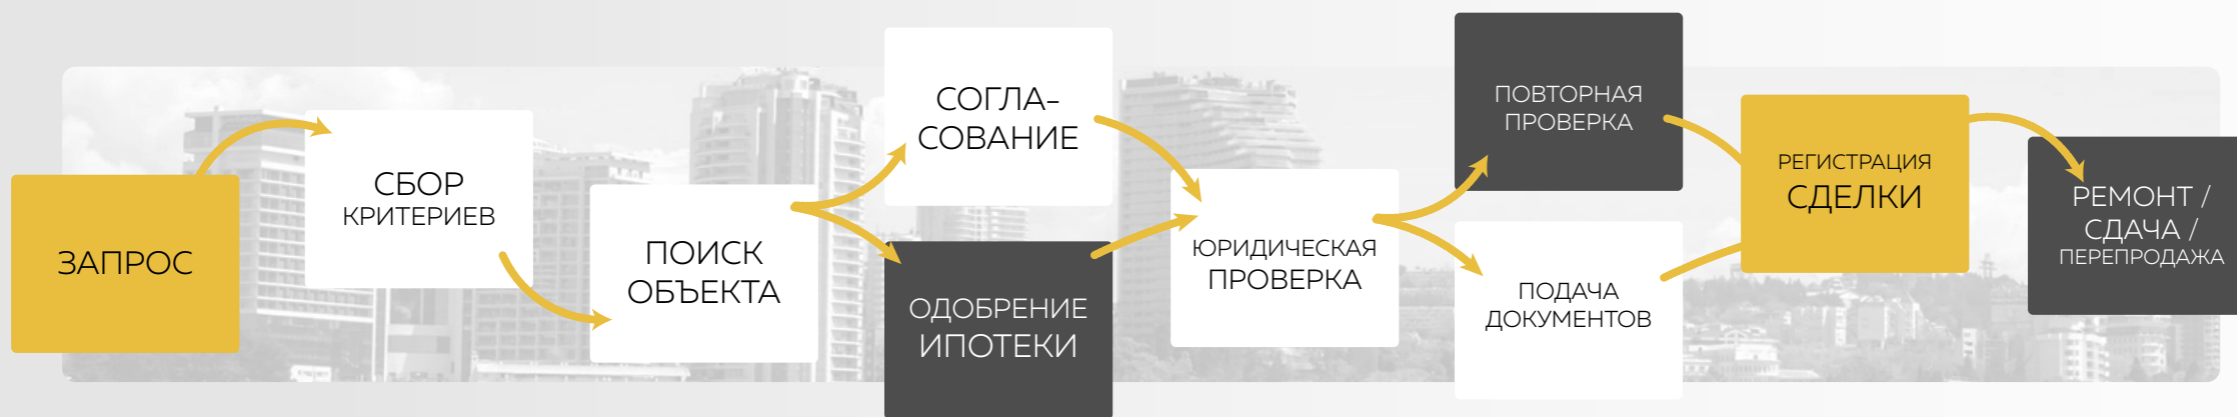 ЗАПРОС
СБОР
КРИТЕРИЕВ
ПОИСК
ОБЪЕКТА
СОГЛА-
СОВАНИЕ
ОДОБРЕНИЕ
ИПОТЕКИ
ЮРИДИЧЕСКАЯ
ПРОВЕРКА
ПОВТОРНАЯ
ПРОВЕРКА
ПОДАЧА
ДОКУМЕНТОВ
РЕГИСТРАЦИЯ
СДЕЛКИ
РЕМОНТ /
СДАЧА /
ПЕРЕПРОДАЖА